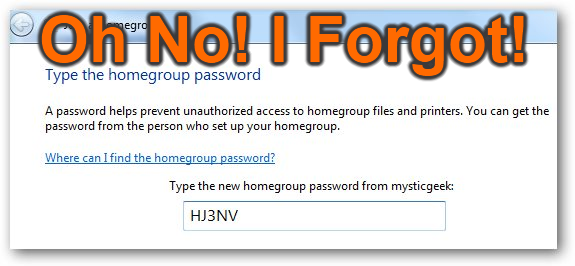 Oh No! I Forgot!
Type the homegroup password
A password helps prevent unauthorized access to homegroup files and printers. You can get the
password from the person who set up your homegroup.
Where can I find the homegroup password?
Type the new homegroup password from mysticgeek:
HJ3NV